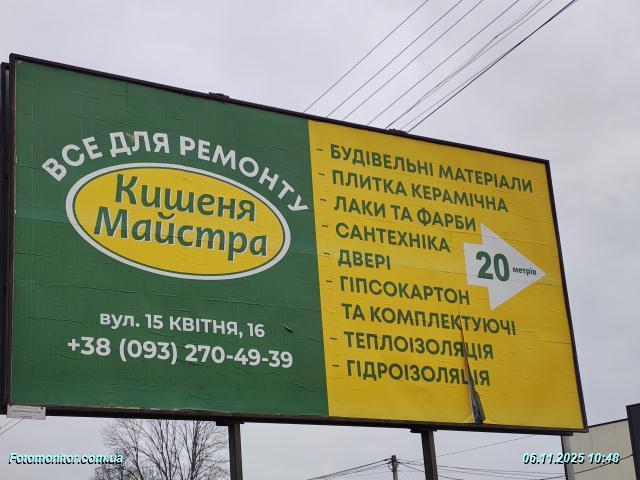 ВСЕ ДЛЯ РЕМОНТУ
Кишеня
Майстра
вул. 15 КВІТНЯ, 16
+38 (093) 270-49-39
- БУДІВЕЛЬНІ МАТЕРІАЛИ
- ПЛИТКА КЕРАМІЧНА
- ЛАКИ ТА ФАРБИ
- САНТЕХНІКА
- ДВЕРІ
- ГІПСОКАРТОН
ТА КОМПЛЕКТУЮЧІ
- ТЕПЛОІЗОЛЯЦІЯ
- ГІДРОІЗОЛЯЦІЯ
20 метрів
Fotomonitor.com.ua
06.11.2025 10:48